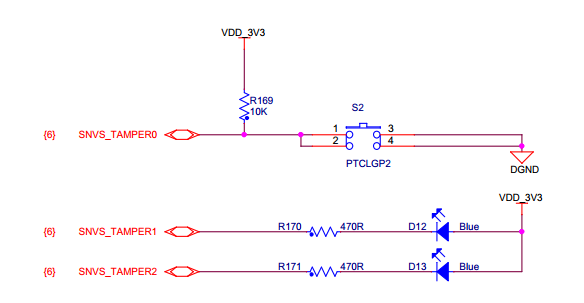 VDD_3V3
R169
10K
S2
{6} SNVS_TAMPER0 1 3
2 4
PTCLGP2
DGND
VDD_3V3
{6} SNVS_TAMPER1 R170 470R D12 Blue
{6} SNVS_TAMPER2 R171 470R D13 Blue